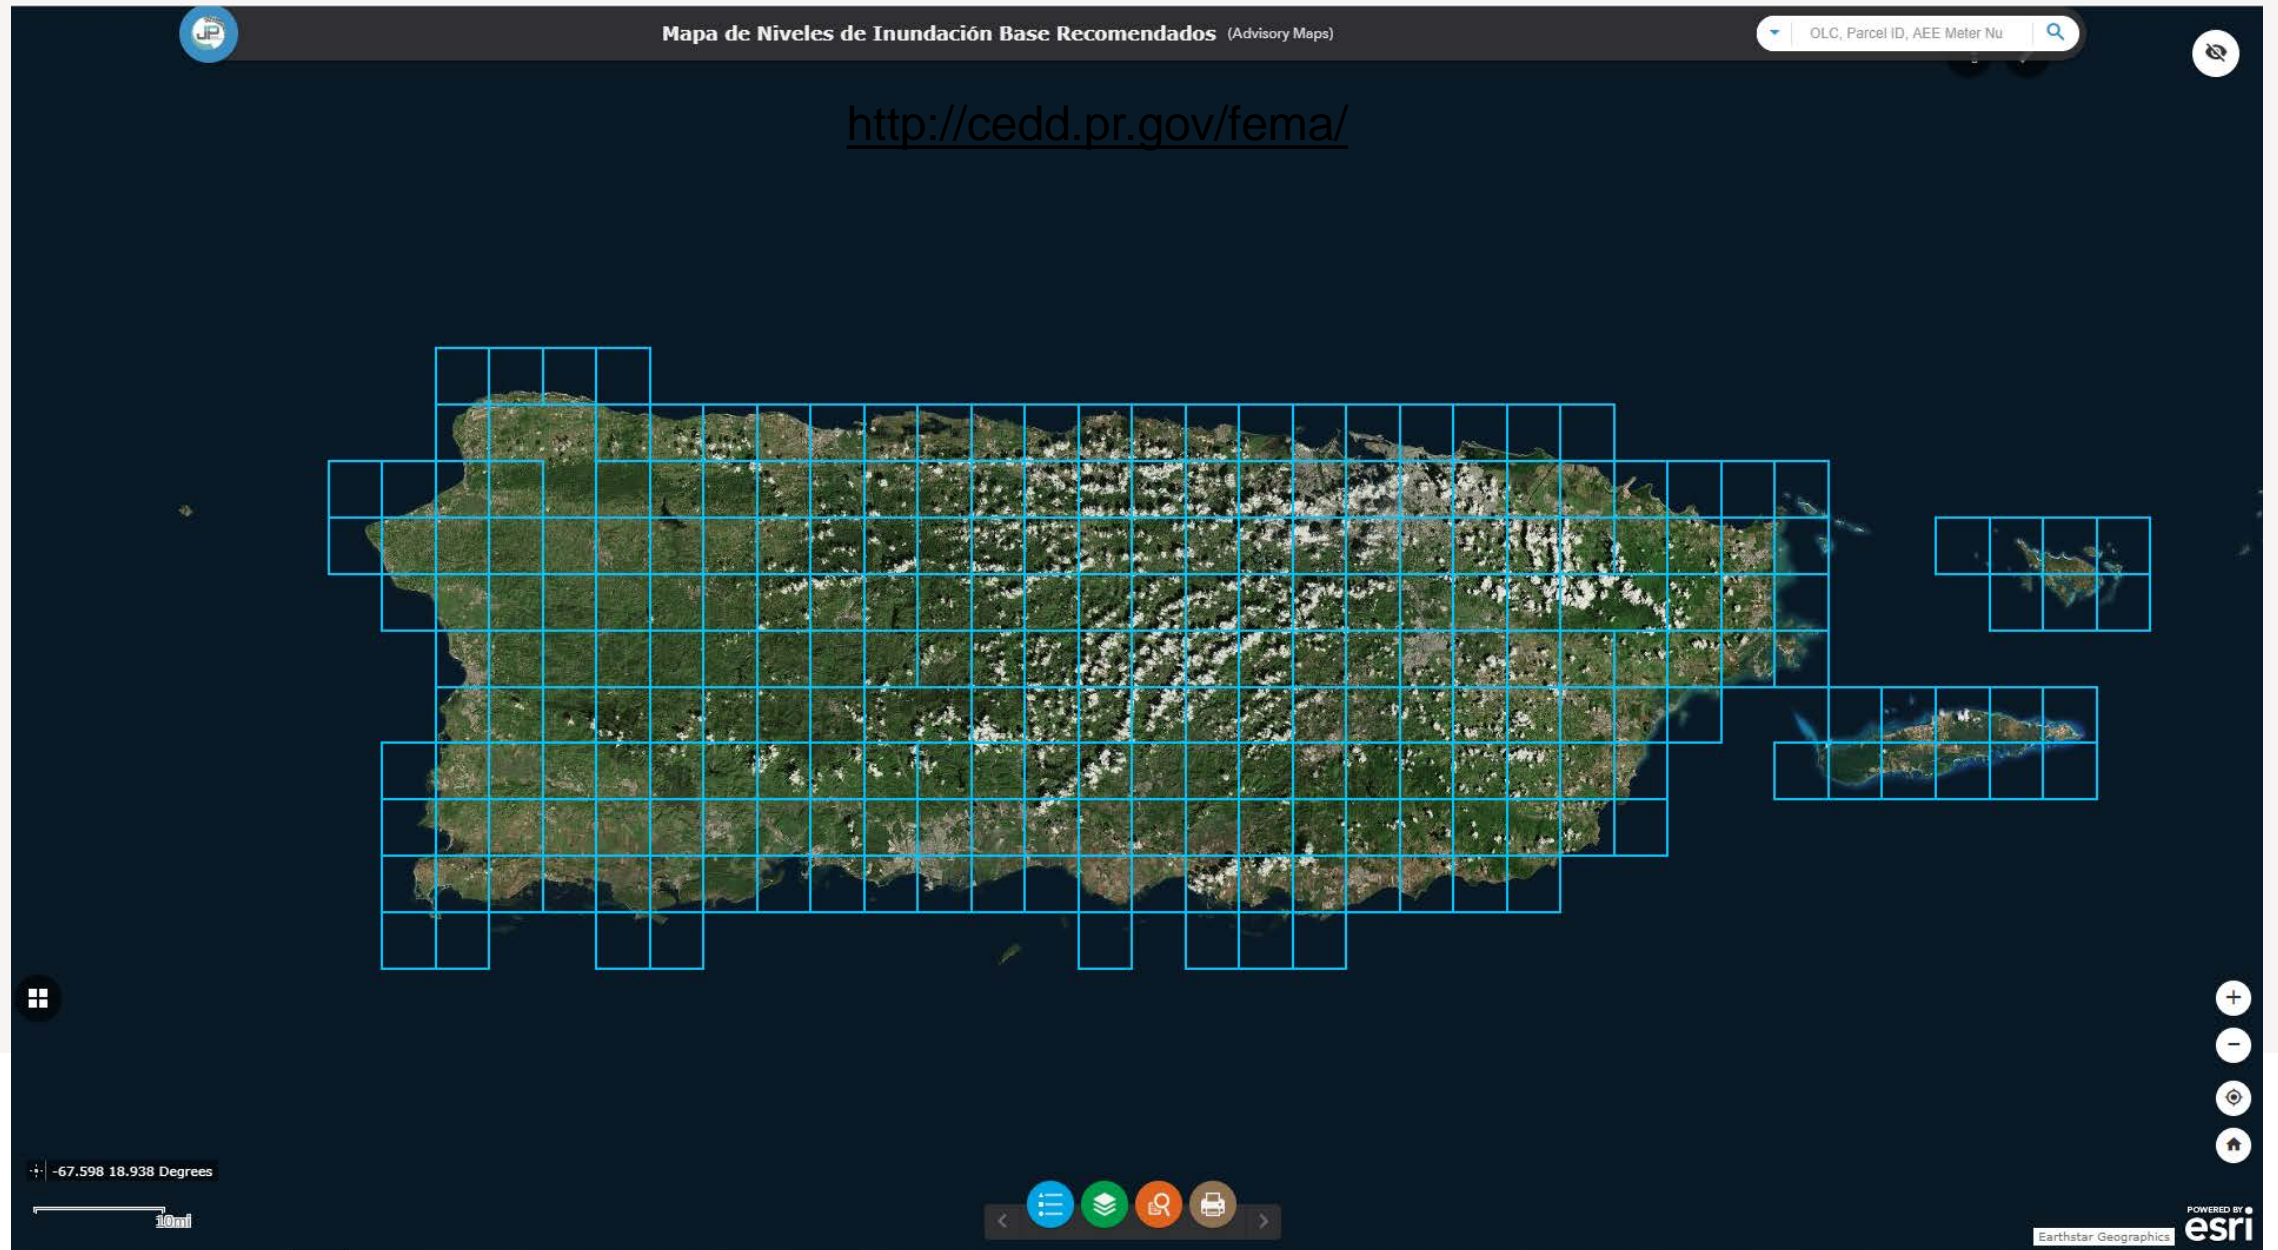 JP
Mapa de Niveles de Inundación Base Recomendados (Advisory Maps)
OLC, Parcel ID, AEE Meter Nu
http://cedd.pr.gov/fema/
-67.598 18.938 Degrees
10mi
POWERED BY
esri
Earthstar Geographics